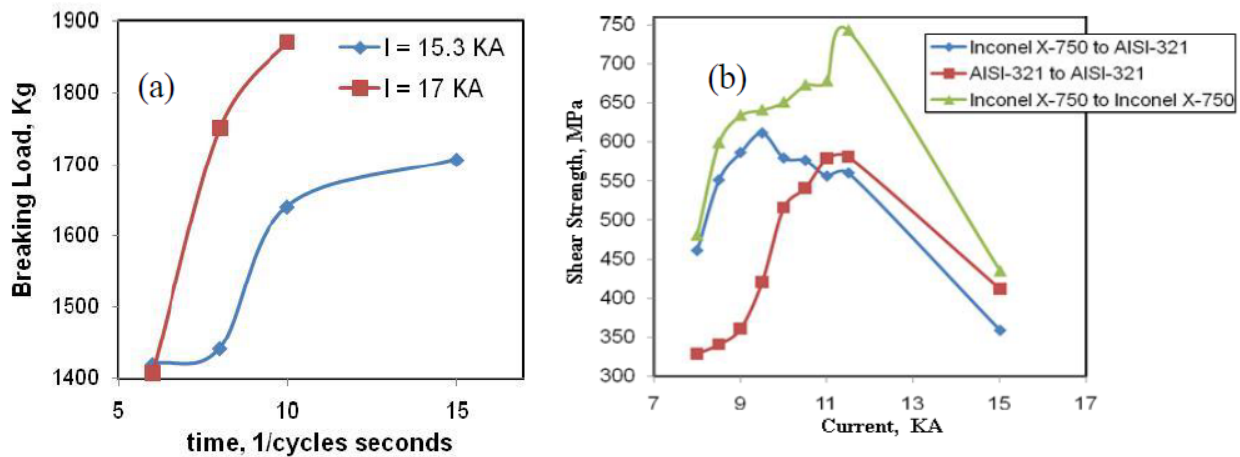 (a)
I = 15.3 KA
I = 17 KA
Breaking Load, Kg
1900
1800
1700
1600
1500
1400
5 10 15
time, 1/cycles seconds
(b)
Inconel X-750 to AISI-321
AISI-321 to AISI-321
Inconel X-750 to Inconel X-750
Shear Strength, MPa
750
700
650
600
550
500
450
400
350
300
7 9 11 13 15 17
Current, KA